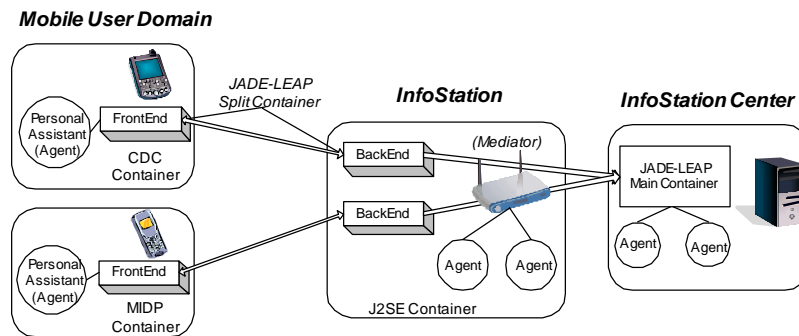 Mobile User Domain
Personal
Assistant
(Agent)
FrontEnd
CDC
Container
JADE-LEAP
Split Container
Personal
Assistant
(Agent)
FrontEnd
MIDP
Container
InfoStation
(Mediator)
BackEnd
BackEnd
Agent
Agent
J2SE Container
InfoStation Center
JADE-LEAP
Main Container
Agent
Agent